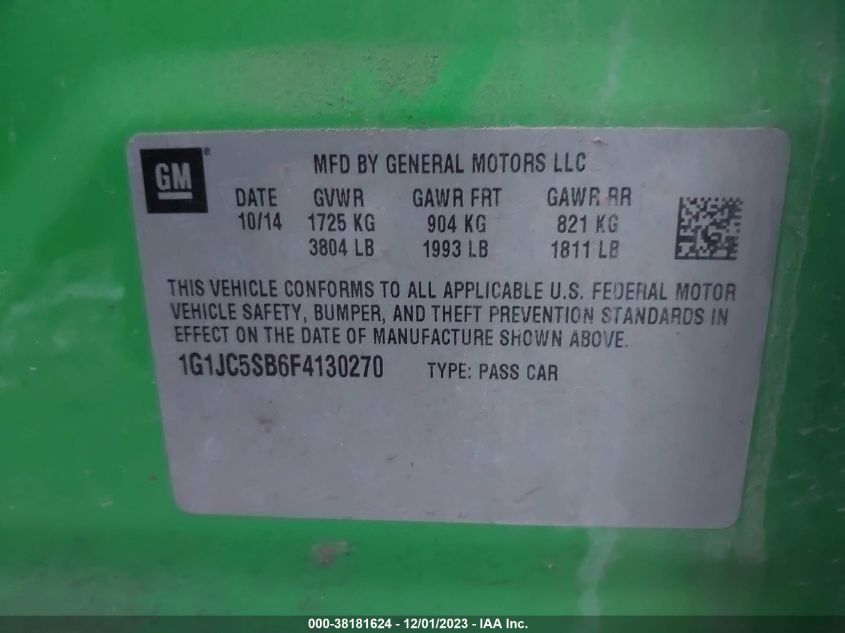 GM
MFD BY GENERAL MOTORS LLC
DATE GVWR GAWR FRT GAWR RR
10/14 1725 KG 904 KG 821 KG
3804 LB 1993 LB 1811 LB
THIS VEHICLE CONFORMS TO ALL APPLICABLE U.S. FEDERAL MOTOR
VEHICLE SAFETY, BUMPER, AND THEFT PREVENTION STANDARDS IN
EFFECT ON THE DATE OF MANUFACTURE SHOWN ABOVE.
1G1JC5SB6F4130270 TYPE: PASS CAR
000-38181624 - 12/01/2023 - IAA Inc.